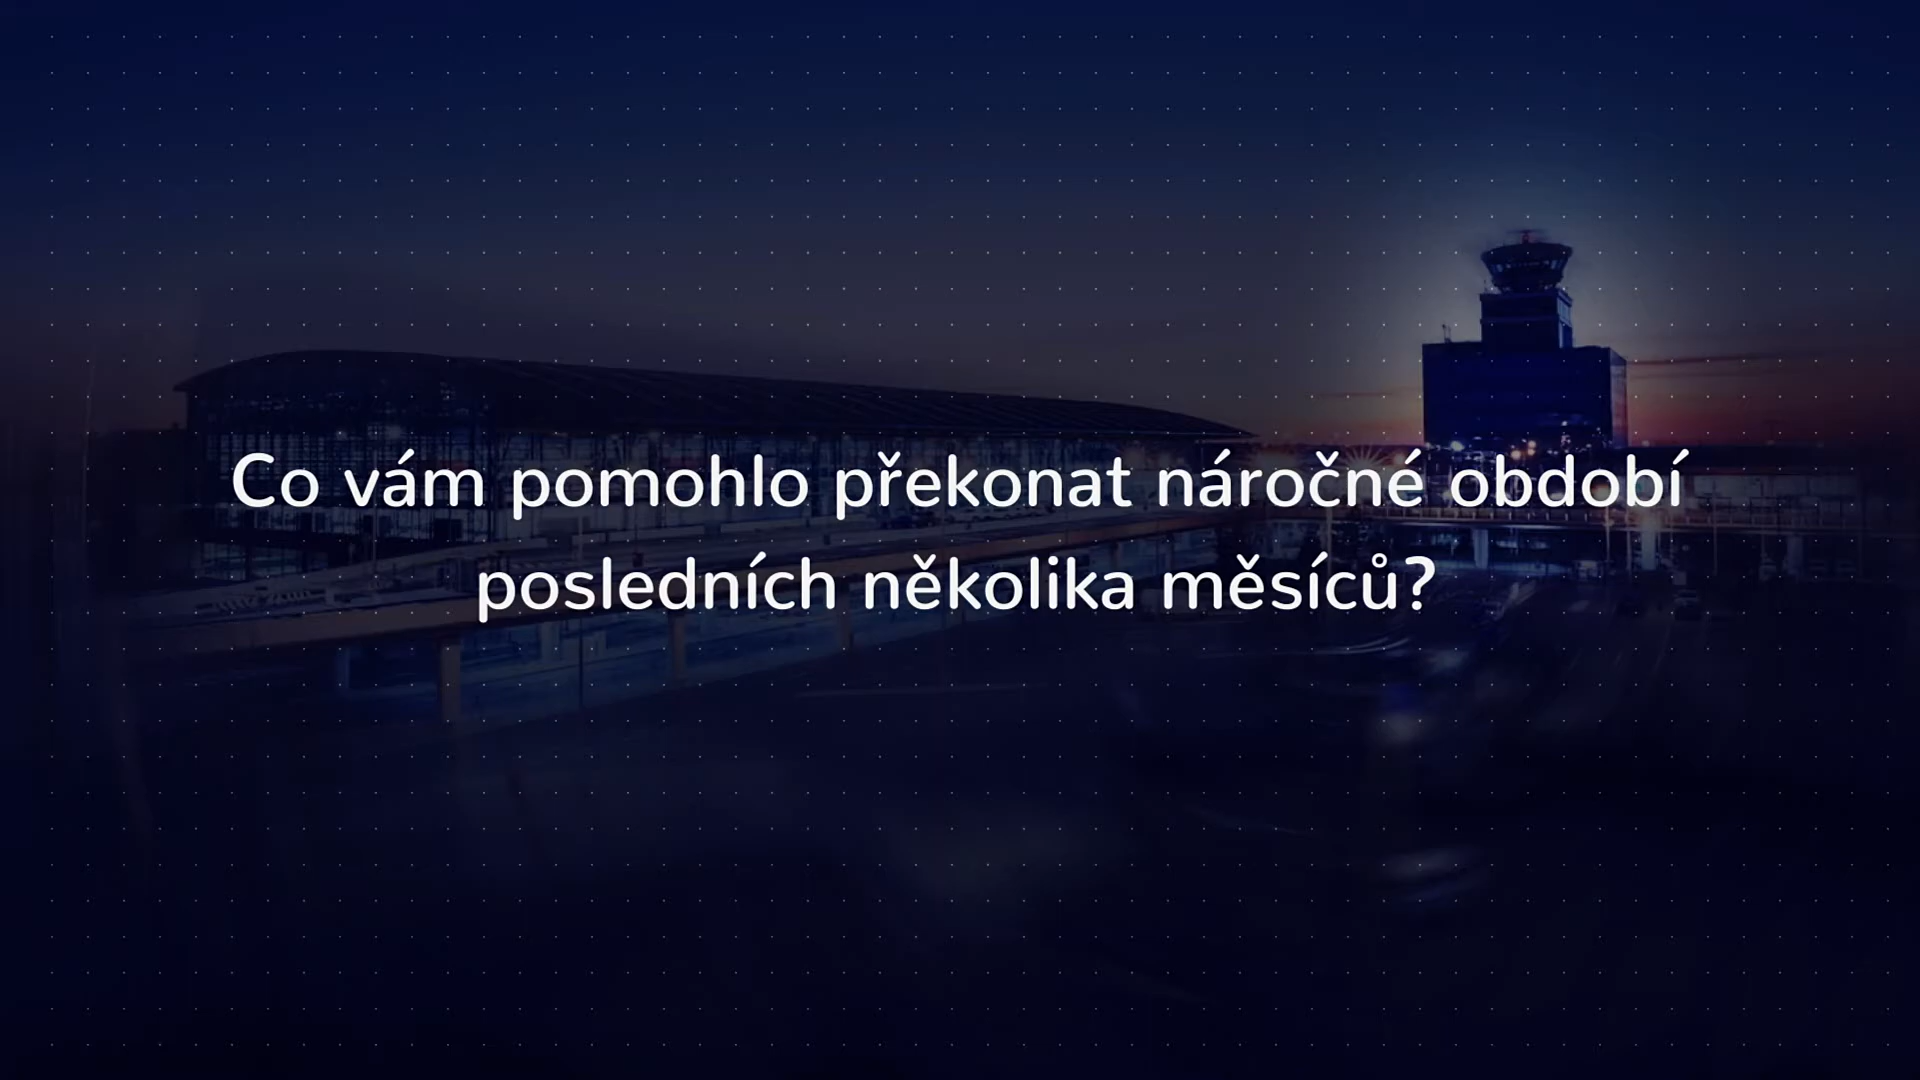 Co vám pomohlo překonat náročné období
posledních několika měsíců?